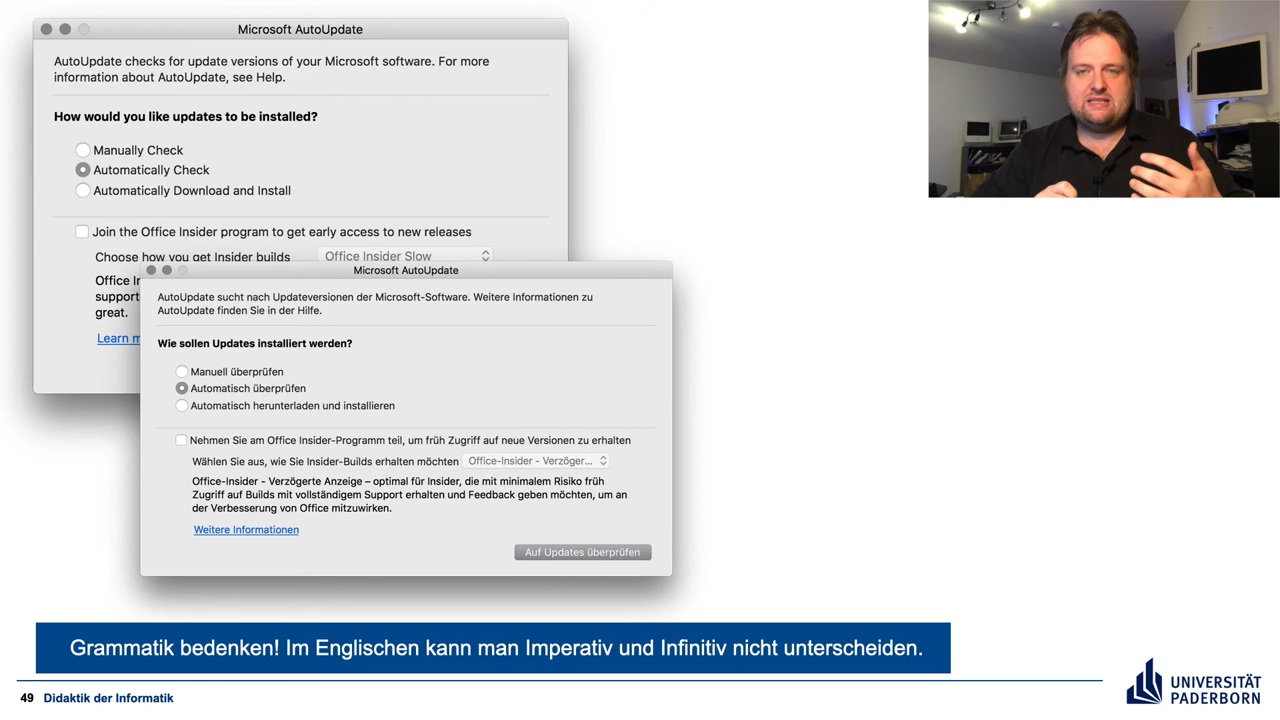 Microsoft AutoUpdate
AutoUpdate checks for update versions of your Microsoft software. For more
information about AutoUpdate, see Help.
How would you like updates to be installed?
Manually Check
Automatically Check
Automatically Download and Install
Join the Office Insider program to get early access to new releases
Choose how you get Insider builds Office Insider Slow
Office I
support
great.
Learn m
Microsoft AutoUpdate
AutoUpdate sucht nach Updateversionen der Microsoft-Software. Weitere Informationen zu
AutoUpdate finden Sie in der Hilfe.
Wie sollen Updates installiert werden?
Manuell überprüfen
Automatisch überprüfen
Automatisch herunterladen und installieren
Nehmen Sie am Office Insider-Programm teil, um früh Zugriff auf neue Versionen zu erhalten
Wählen Sie aus, wie Sie Insider-Builds erhalten möchten Office-Insider - Verzöger...
Office-Insider - Verzögerte Anzeige – optimal für Insider, die mit minimalem Risiko früh
Zugriff auf Builds mit vollständigem Support erhalten und Feedback geben möchten, um an
der Verbesserung von Office mitzuwirken.
Weitere Informationen
Auf Updates überprüfen
Grammatik bedenken! Im Englischen kann man Imperativ und Infinitiv nicht unterscheiden.
49 Didaktik der Informatik
UNIVERSITÄT
PADERBORN